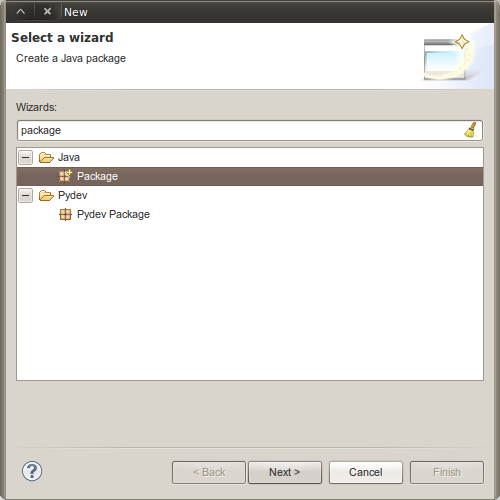 New
Select a wizard
Create a Java package
Wizards:
package
Java
Package
Pydev
Pydev Package
< Back
Next >
Cancel
Finish